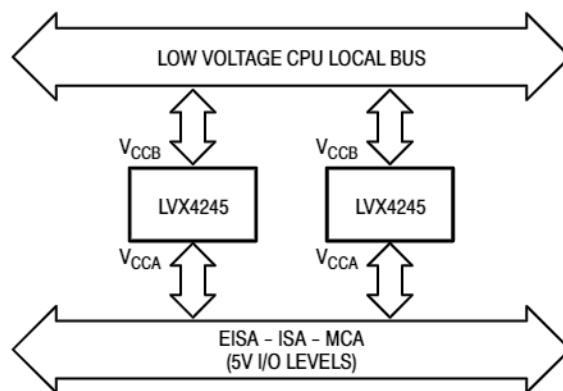 LOW VOLTAGE CPU LOCAL BUS
VCCB VCCB
LVX4245 LVX4245
VCCA VCCA
EISA – ISA – MCA
(5V I/O LEVELS)